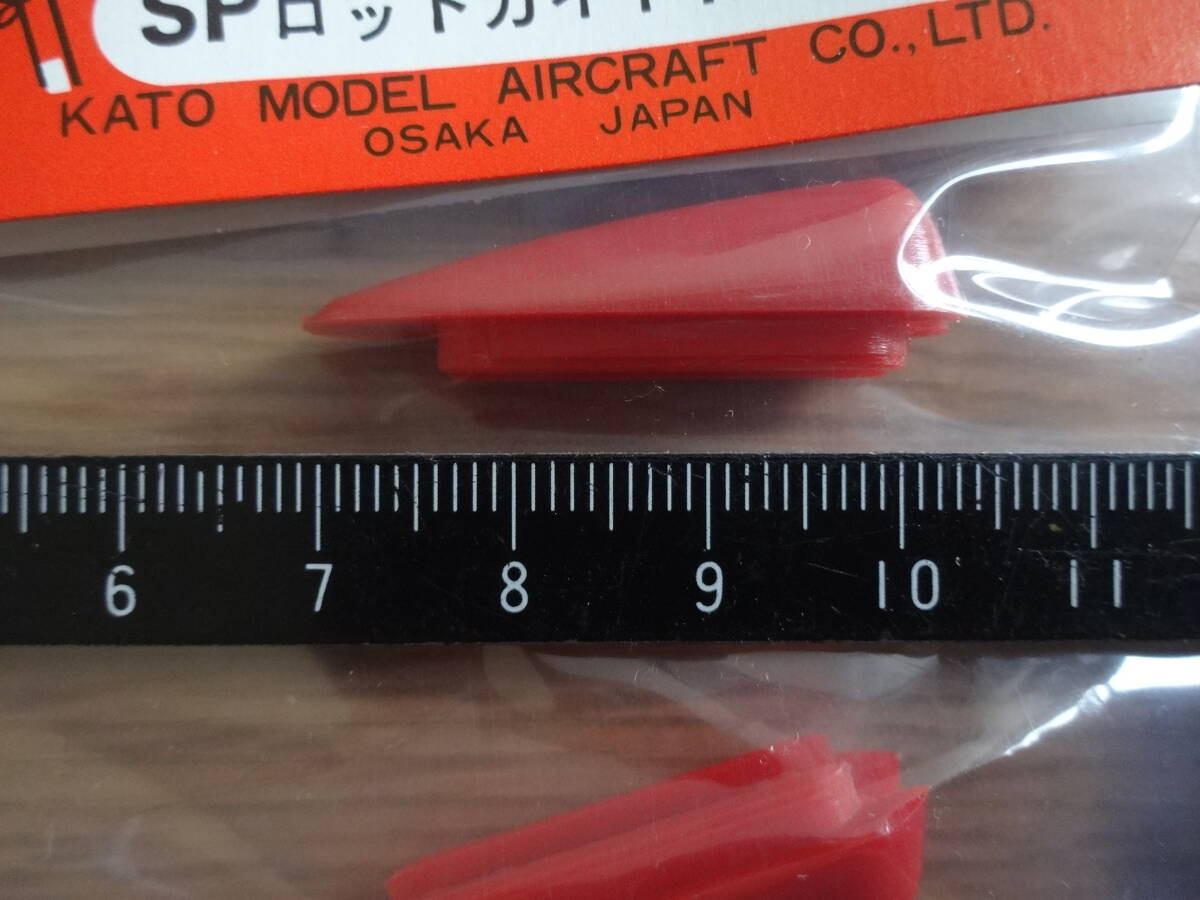 SPロッドガイド
KATO MODEL AIRCRAFT CO., LTD.
OSAKA JAPAN
6 7 8 9 10 11